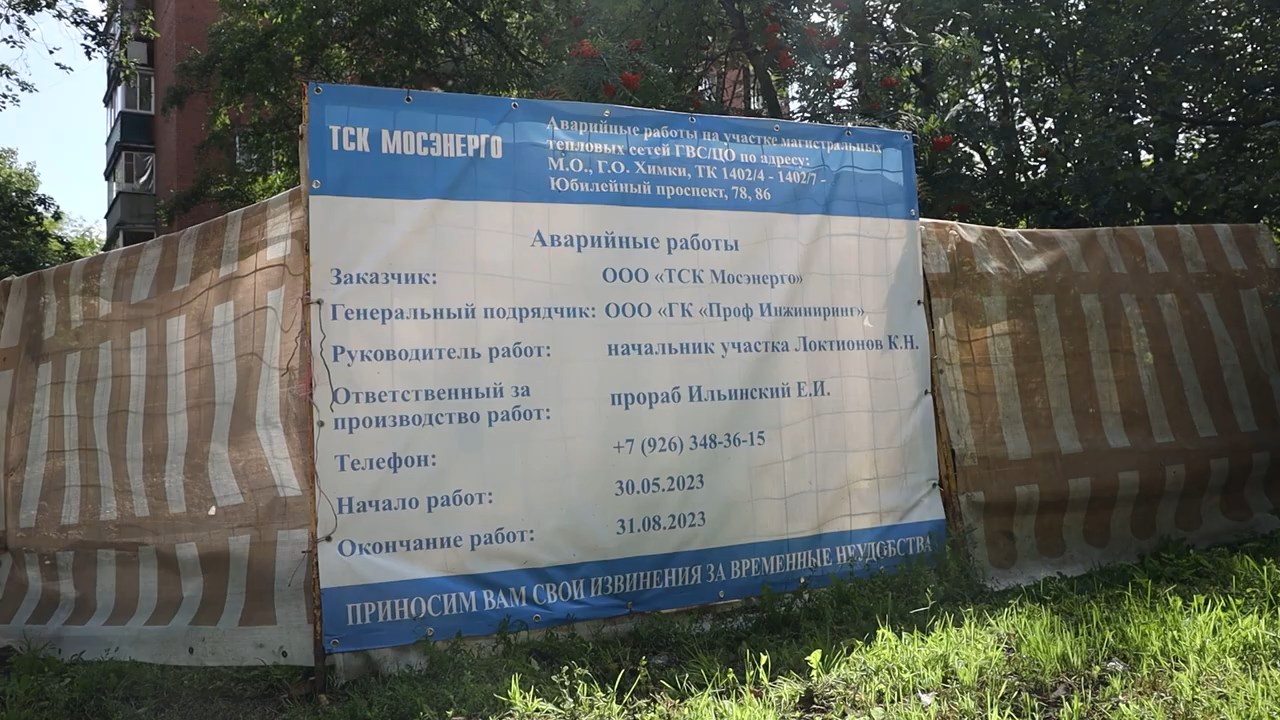 ТСК МОСЭНЕРГО
Аварийные работы на участке магистральных
тепловых сетей ГВС/ЦО по адресу:
М.О., Г.О. Химки, ТК 1402/4 - 1402/7 -
Юбилейный проспект, 78, 86
Аварийные работы
Заказчик: ООО «ТСК Мосэнерго»
Генеральный подрядчик: ООО «ГК «Проф Инжиниринг»
Руководитель работ: начальник участка Локтионов К.Н.
Ответственный за
производство работ: прораб Ильинский Е.И.
Телефон: +7 (926) 348-36-15
Начало работ: 30.05.2023
Окончание работ: 31.08.2023
ПРИНОСИМ ВАМ СВОИ ИЗВИНЕНИЯ ЗА ВРЕМЕННЫЕ НЕУДОБСТВА